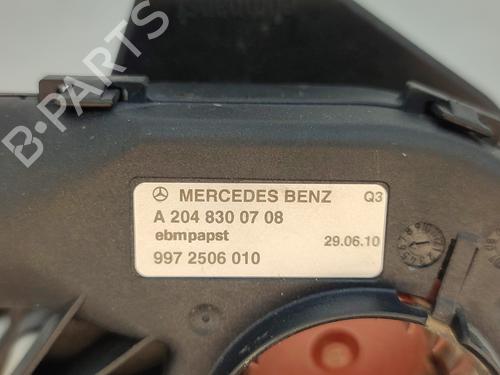 B-PARTS
MERCEDES BENZ Q3
A 204 830 07 08
ebmpapst 29.06.10
997 2506 010